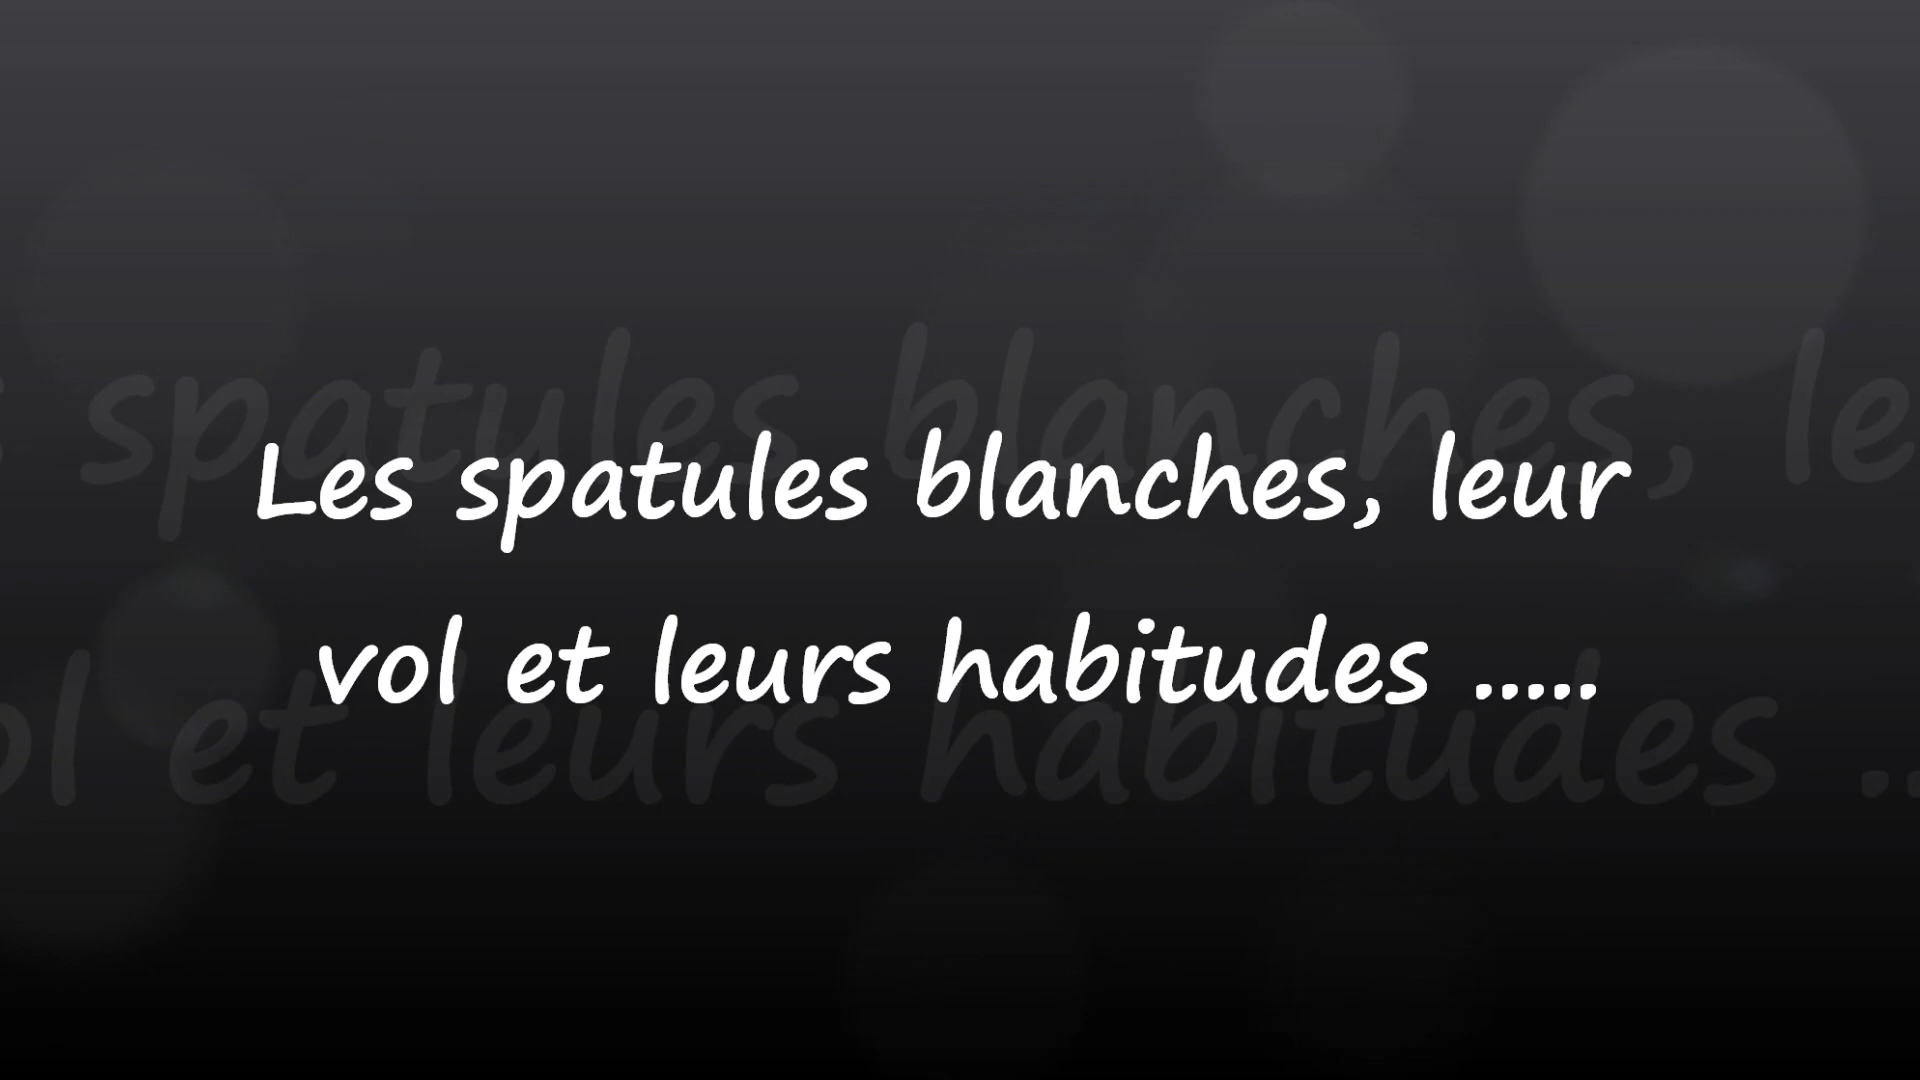 Les spatules blanches, leur
vol et leurs habitudes .....